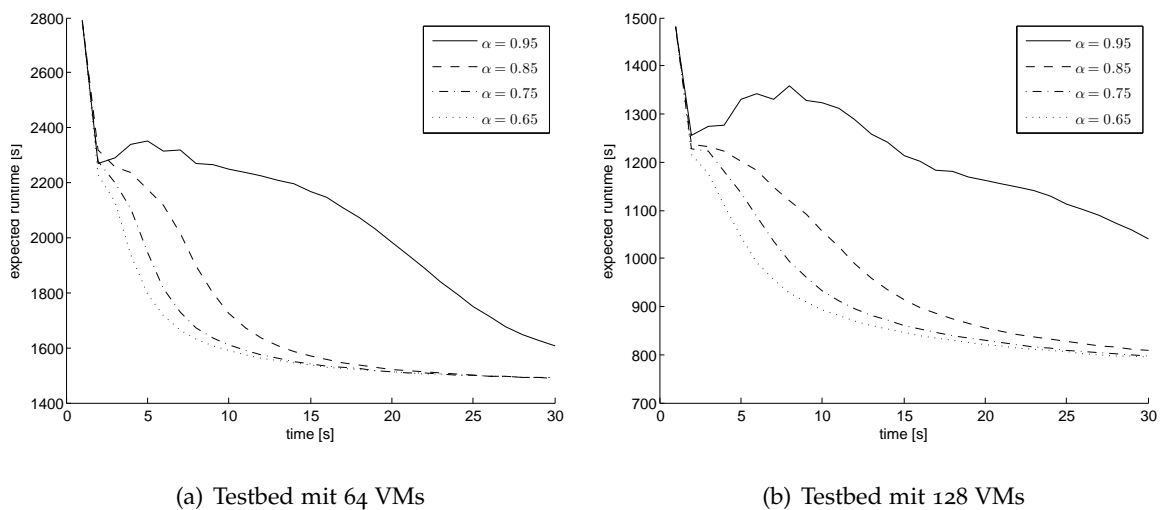 2800
2600
2400
2200
2000
1800
1600
1400
0 5 10 15 20 25 30
expected runtime [s]
time [s]
α = 0.95
α = 0.85
α = 0.75
α = 0.65
(a) Testbed mit 64 VMs
1500
1400
1300
1200
1100
1000
900
800
700
0 5 10 15 20 25 30
expected runtime [s]
time [s]
α = 0.95
α = 0.85
α = 0.75
α = 0.65
(b) Testbed mit 128 VMs